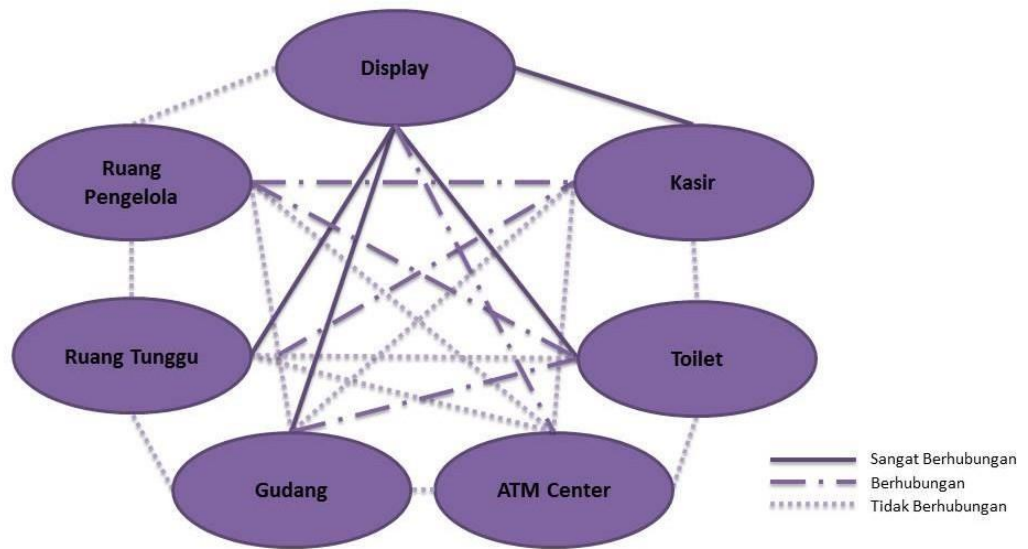 Display
Ruang
Pengelola
Kasir
Ruang Tunggu
Toilet
Gudang
ATM Center
Sangat Berhubungan
Berhubungan
Tidak Berhubungan